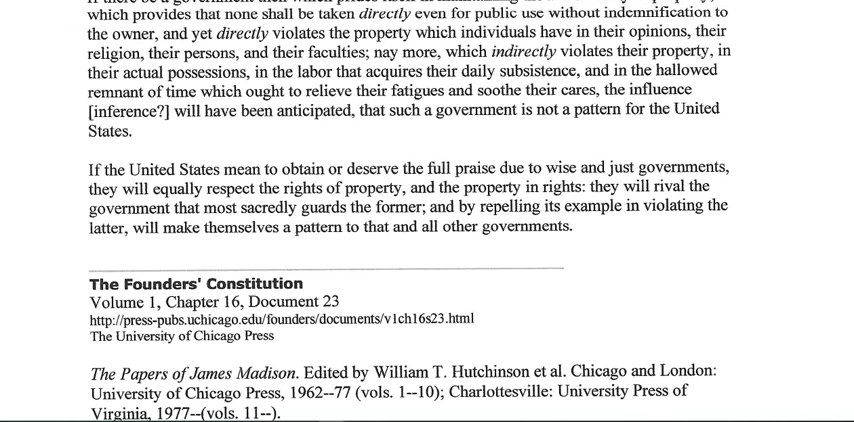 which provides that none shall be taken directly even for public use without indemnification to
the owner, and yet directly violates the property which individuals have in their opinions, their
religion, their persons, and their faculties; nay more, which indirectly violates their property, in
their actual possessions, in the labor that acquires their daily subsistence, and in the hallowed
remnant of time which ought to relieve their fatigues and soothe their cares, the influence
[inference?] will have been anticipated, that such a government is not a pattern for the United
States.
If the United States mean to obtain or deserve the full praise due to wise and just governments,
they will equally respect the rights of property, and the property in rights: they will rival the
government that most sacredly guards the former; and by repelling its example in violating the
latter, will make themselves a pattern to that and all other governments.
The Founders' Constitution
Volume 1, Chapter 16, Document 23
http://press-pubs.uchicago.edu/founders/documents/v1ch16s23.html
The University of Chicago Press
The Papers of James Madison. Edited by William T. Hutchinson et al. Chicago and London:
University of Chicago Press, 1962--77 (vols. 1--10); Charlottesville: University Press of
Virginia, 1977--(vols. 11--).